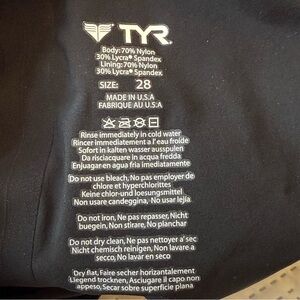 TYR
Body:70% Nylon
30% Lycra® Spandex
Lining:70% Nylon
30% Lycra® Spandex
SIZE: 28
MADE IN U.S.A
FABRIQUE AU U.S.A
Rinse immediately in cold water
Rincer immediatement a l'eau froide
Sofort in kalten wasser ausspulen
Da risciacquare in acqua fredda
Enjuagar en agua fria imediatamente
Do not use bleach, Ne pas employer de
chlore et hyperchlorittes
Keine chlor-und loesungsmittel
Non usare candeggina, No usar lejia
Do not iron, Ne pas repasser, Nicht
buegein, Non stirare, No planchar
Do not dry clean, Ne pas nettoyer a'sec
Nicht chemisch reinigen, Non lavare a
secco, No lavar en seco
Dry flat, Faire secher horizontalement
Liegend trocknen, Asciugare il capo non
appeso, Secar sobre superficie plana